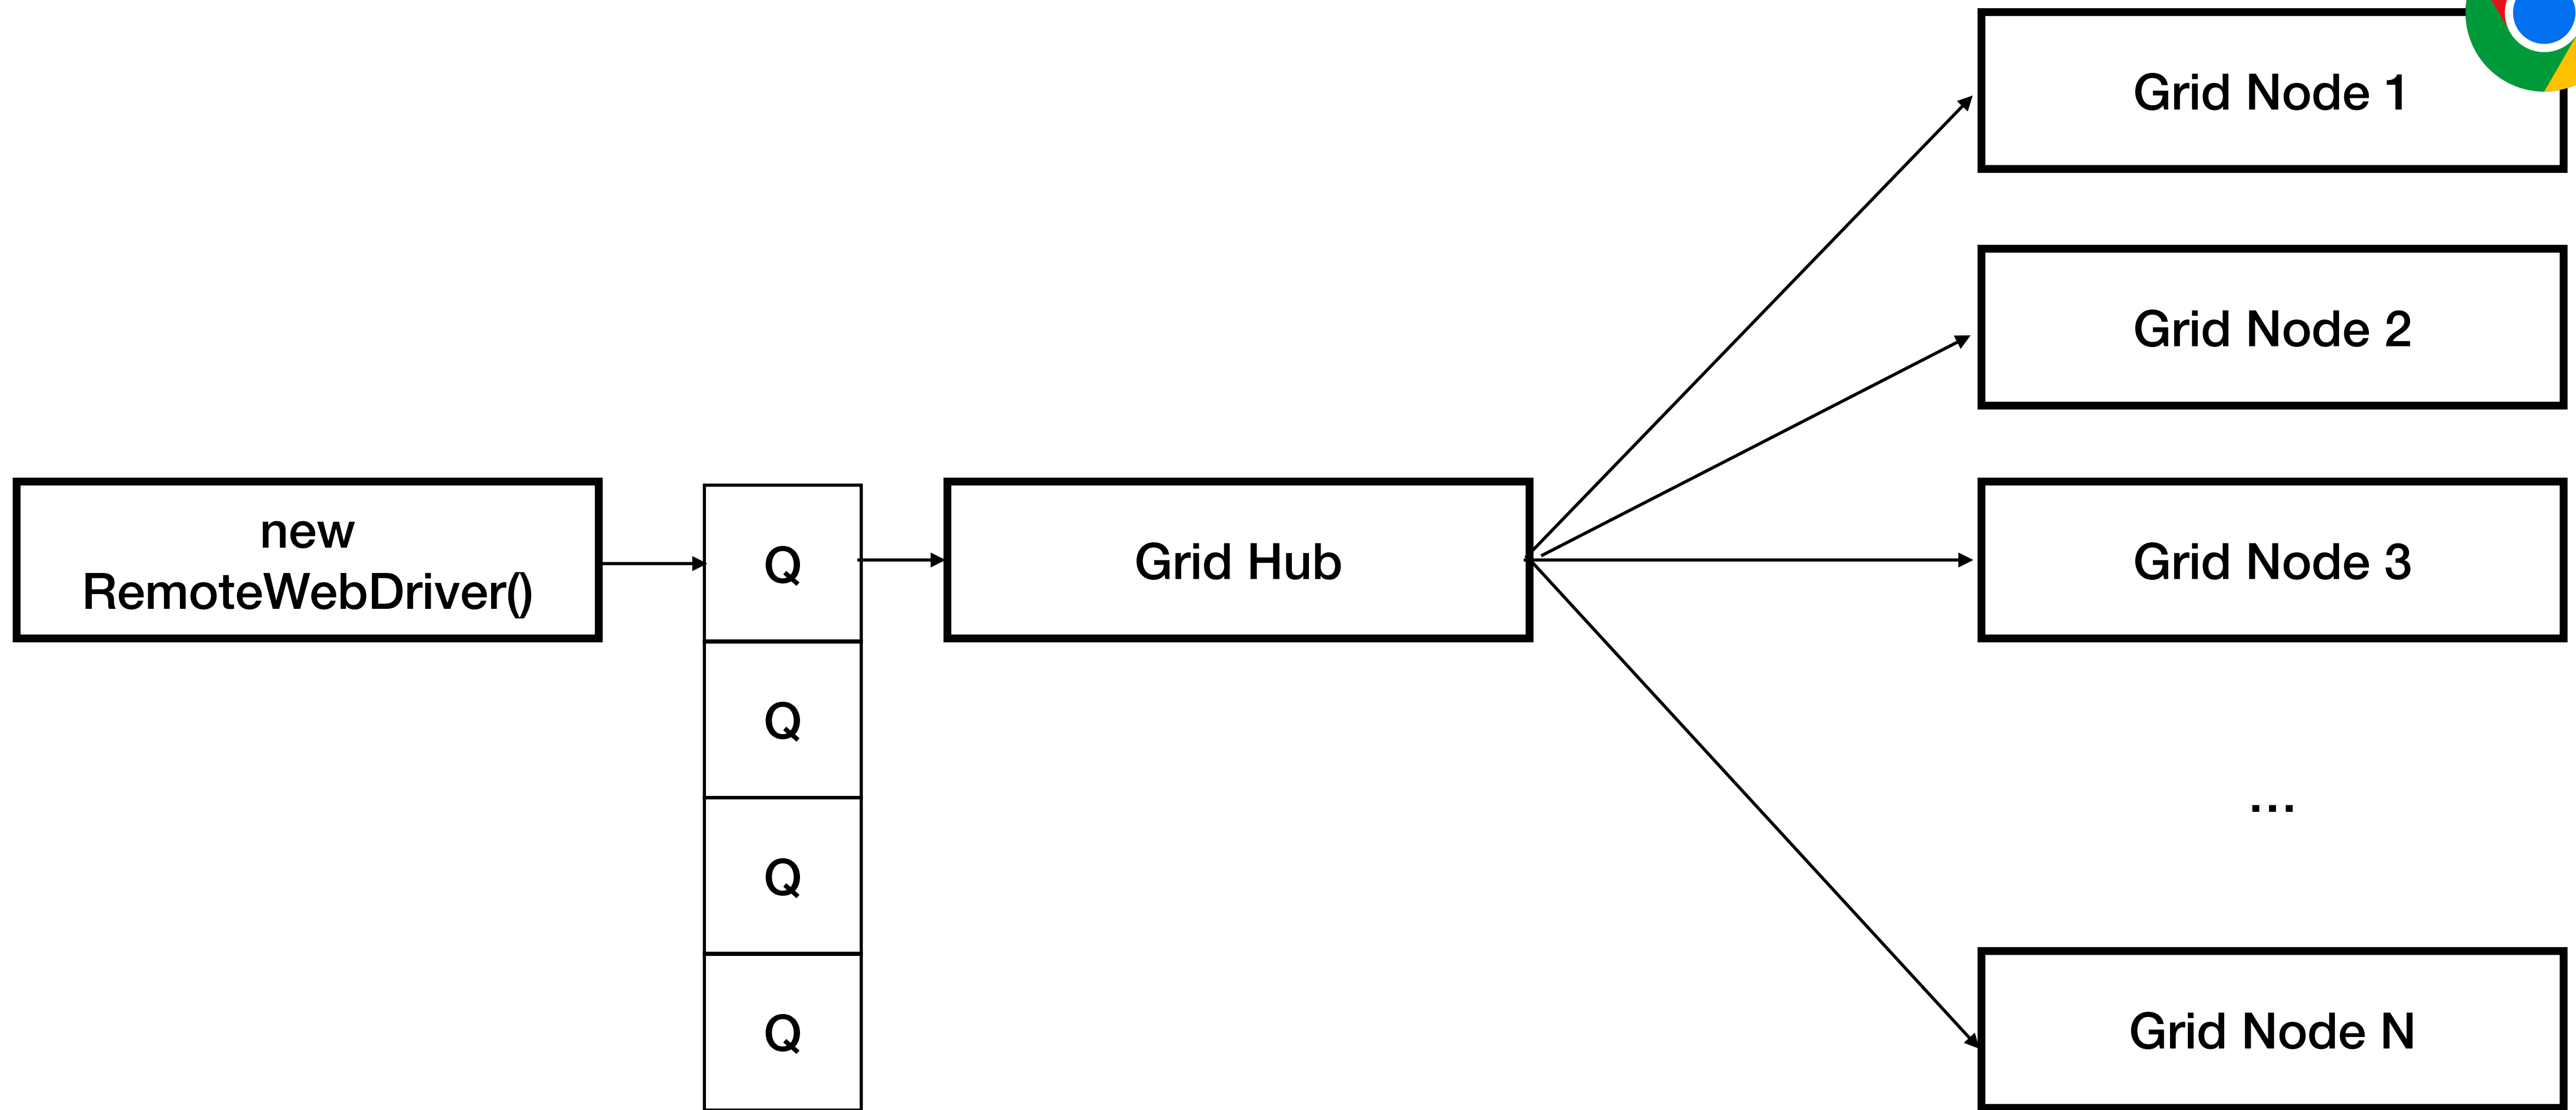 Grid Node 1
Grid Node 2
new
RemoteWebDriver()
Q
Grid Hub
Grid Node 3
Q
...
Q
Q
Grid Node N